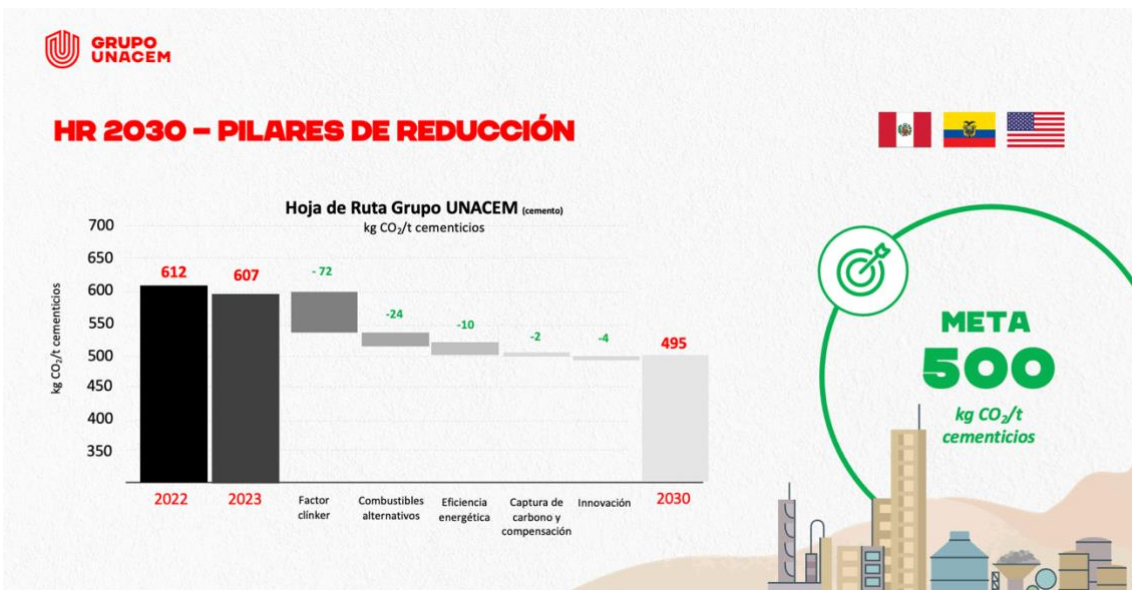 GRUPO
UNACEM
HR 2030 – PILARES DE REDUCCIÓN
Hoja de Ruta Grupo UNACEM (cemento)
kg CO₂/t cementicios
kg CO₂/t cementicios
700
650
600
550
500
450
400
350
612
607
- 72
-24
-10
-2
-4
495
2022
2023
Factor
clínker
Combustibles
alternativos
Eficiencia
energética
Captura de
carbono y
compensación
Innovación
2030
META
500
kg CO₂/t
cementicios